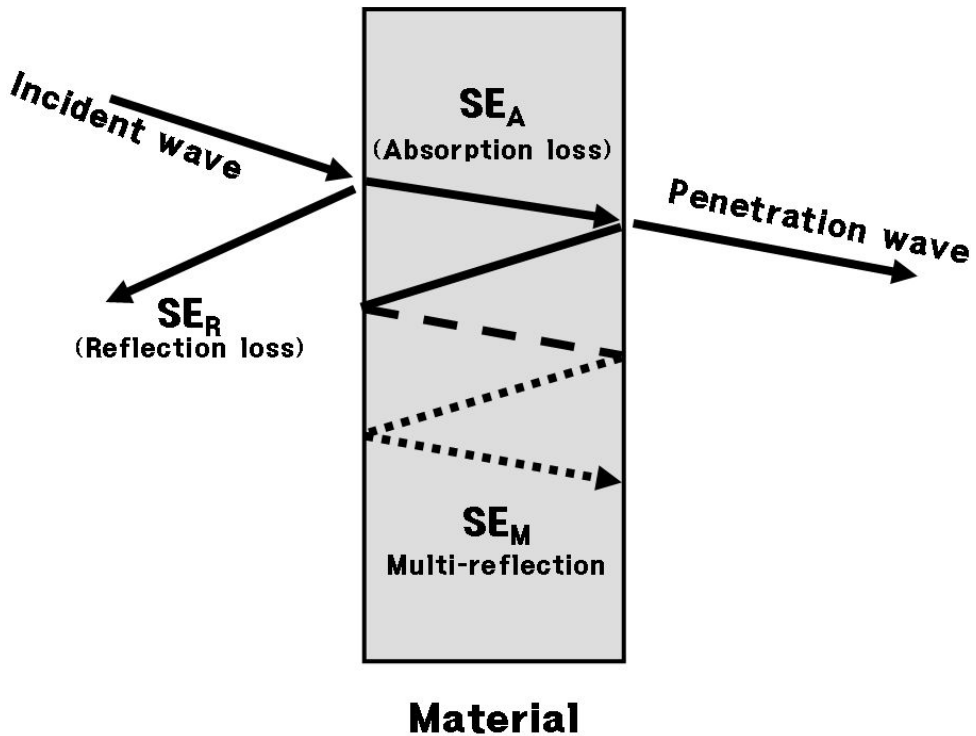 Incident wave
SE_A
(Absorption loss)
Penetration wave
SE_R
(Reflection loss)
SE_M
Multi-reflection
Material